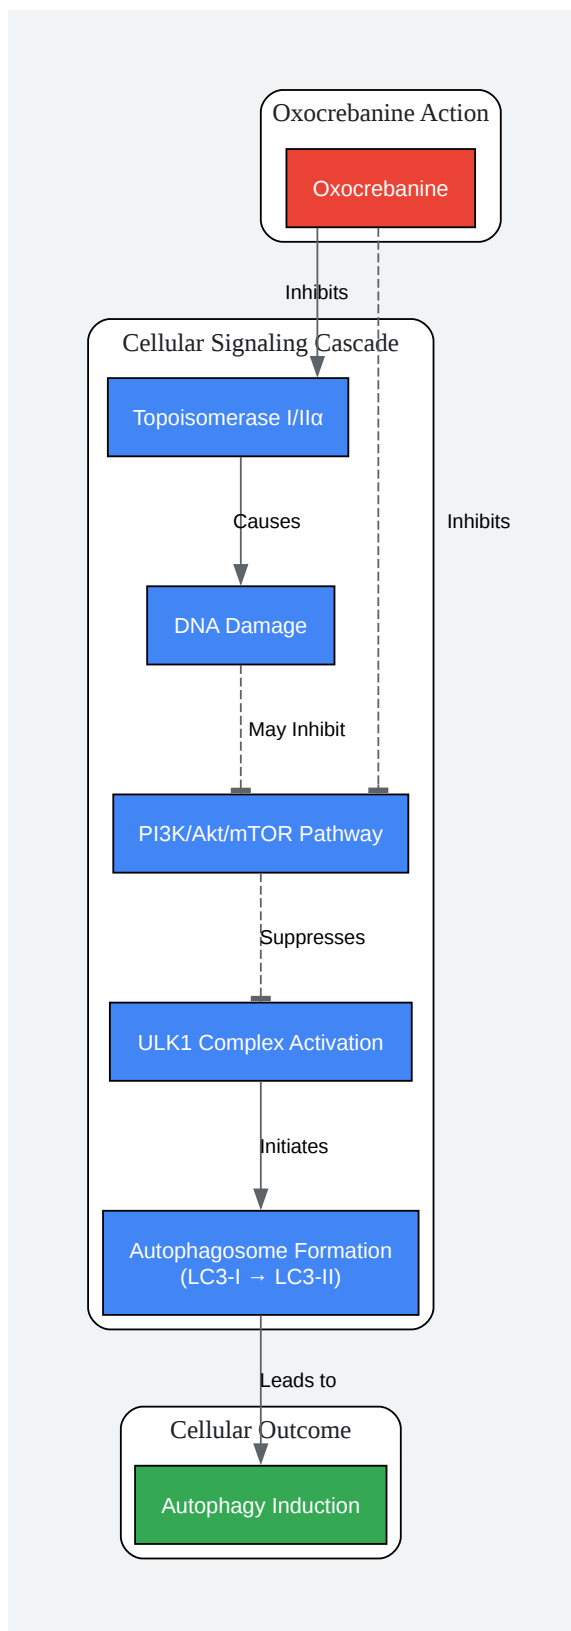 Oxocrebanine Action
Oxocrebanine
Inhibits
Cellular Signaling Cascade
Topoisomerase I/IIα
Causes
Inhibits
DNA Damage
May Inhibit
PI3K/Akt/mTOR Pathway
Suppresses
ULK1 Complex Activation
Initiates
Autophagosome Formation
(LC3-I → LC3-II)
Leads to
Cellular Outcome
Autophagy Induction